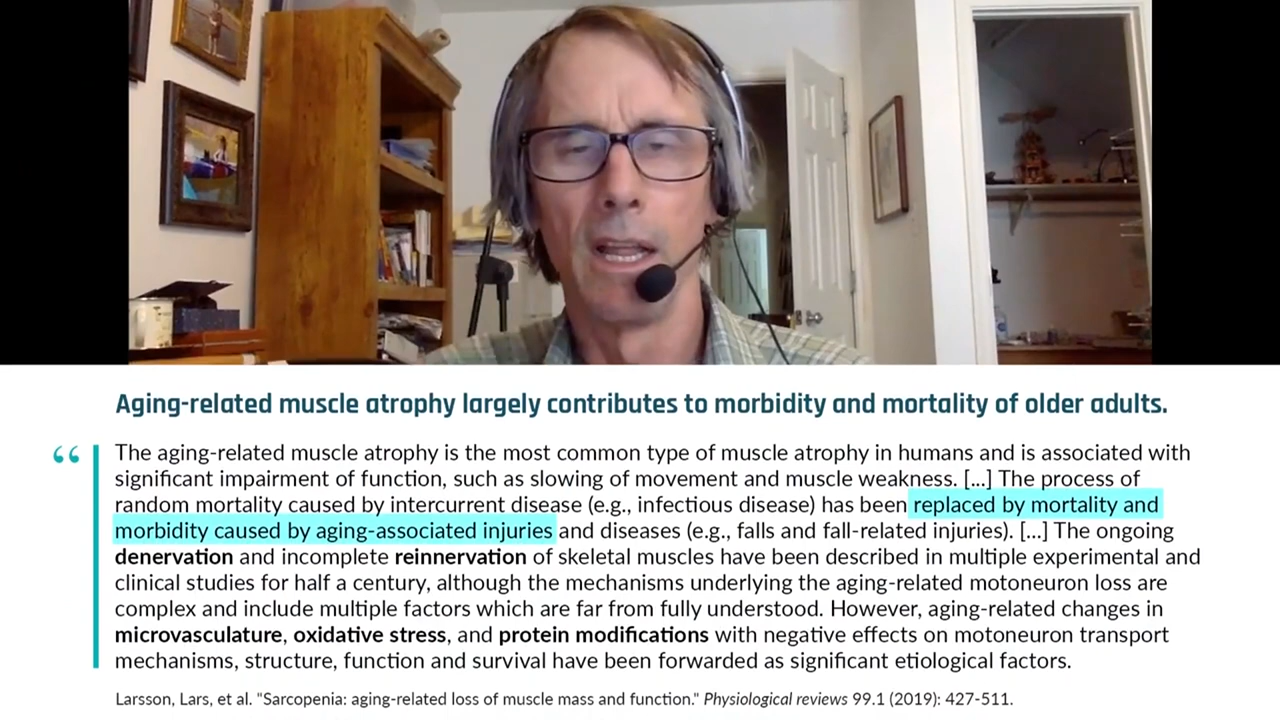 Aging-related muscle atrophy largely contributes to morbidity and mortality of older adults.
“ The aging-related muscle atrophy is the most common type of muscle atrophy in humans and is associated with
significant impairment of function, such as slowing of movement and muscle weakness. [...] The process of
random mortality caused by intercurrent disease (e.g., infectious disease) has been replaced by mortality and
morbidity caused by aging-associated injuries and diseases (e.g., falls and fall-related injuries). [...] The ongoing
denervation and incomplete reinnervation of skeletal muscles have been described in multiple experimental and
clinical studies for half a century, although the mechanisms underlying the aging-related motoneuron loss are
complex and include multiple factors which are far from fully understood. However, aging-related changes in
microvasculature, oxidative stress, and protein modifications with negative effects on motoneuron transport
mechanisms, structure, function and survival have been forwarded as significant etiological factors.
Larsson, Lars, et al. "Sarcopenia: aging-related loss of muscle mass and function." Physiological reviews 99.1 (2019): 427-511.